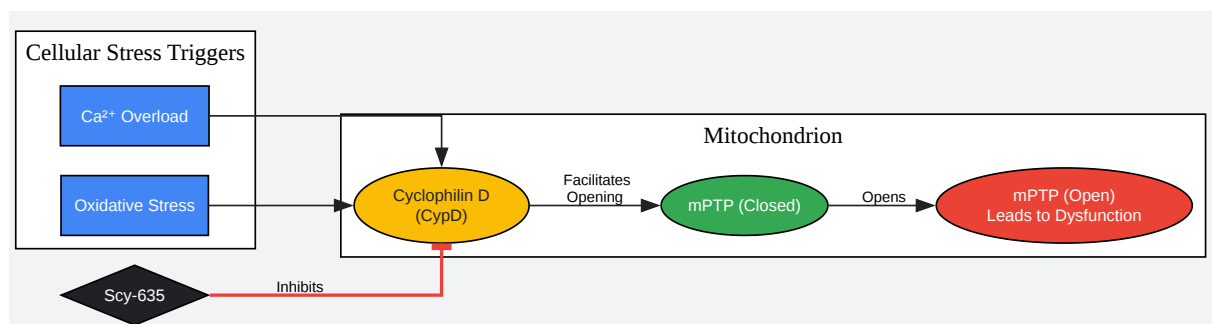 Cellular Stress Triggers
Ca²⁺ Overload
Oxidative Stress
Mitochondrion
Cyclophilin D
(CypD)
Facilitates
Opening
mPTP (Closed)
Opens
mPTP (Open)
Leads to Dysfunction
Scy-635
Inhibits